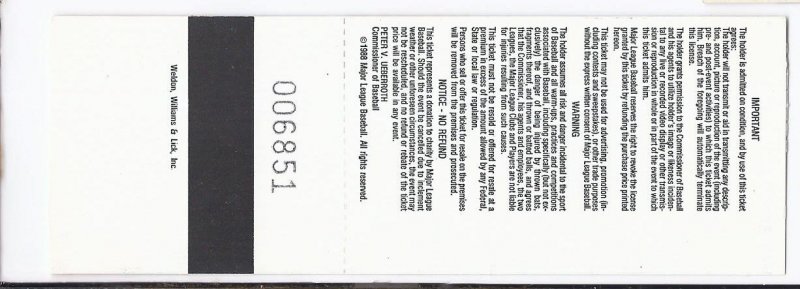 IMPORTANT
The holder is admitted on condition, and by use of this ticket
agrees:
The holder will not transmit or aid in transmitting any descrip-
tion, account, picture or reproduction of the event (including
pre- and post-event activities) to which this ticket admits
him. Breach of the foregoing will automatically terminate
this license.
The holder grants permission to the Commissioner of Baseball
and his agents to utilize holder's image or likeness inciden-
tal to any live or recorded video display or other transmis-
sion or reproduction in whole or in part of the event to which
this ticket admits him.
Major League Baseball reserves the right to revoke the license
granted by this ticket by refunding the purchase price printed
hereon.
This ticket may not be used for advertising, promotion (in-
cluding contests and sweepstakes), or other trade purposes
without the express written consent of Major League Baseball.
WARNING
The holder assumes all risk and danger incidental to the sport
of Baseball and all warm-ups, practices and competitions
associated with Baseball, including specifically (but not ex-
clusively) the danger of being injured by thrown bats,
fragments thereof, and thrown or batted balls, and agrees
that the Commissioner, his agents and employees, the two
Leagues, the Major League Clubs and Players are not liable
for injuries resulting from such causes.
This ticket must not be resold or offered for resale at a
premium in excess of the amount allowed by any Federal,
State or local law or regulation.
Persons who sell or offer this ticket for resale on the premises
will be removed from the premises and prosecuted.
NOTICE - NO REFUND
This ticket represents a donation to charity by Major League
Baseball. Should the event be canceled due to inclement
weather or other unforeseen circumstances, the event may
not be rescheduled, and no refund or rebate of the ticket
price will be available in any event.
PETER V. UEBERROTH
Commissioner of Baseball
©1988 Major League Baseball. All rights reserved.
006851
Weldon, Williams & Lick, Inc